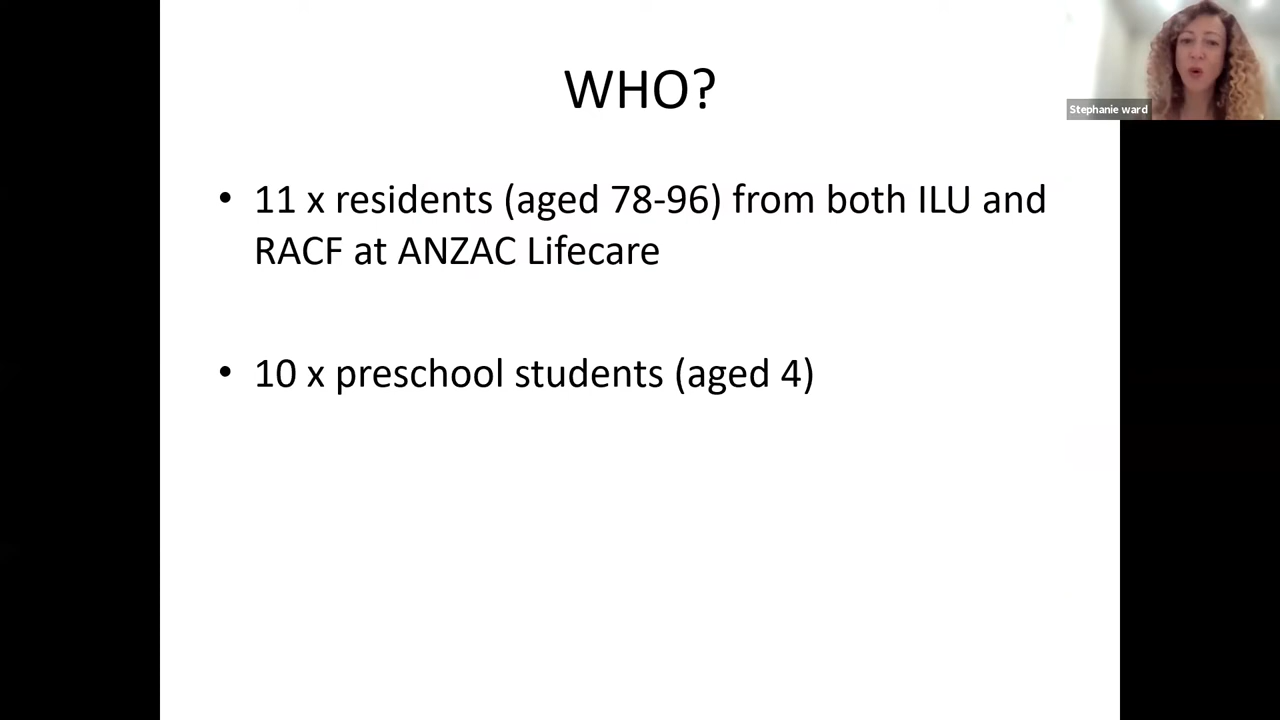 WHO?
Stephanie ward
• 11 x residents (aged 78-96) from both ILU and
RACF at ANZAC Lifecare
• 10 x preschool students (aged 4)